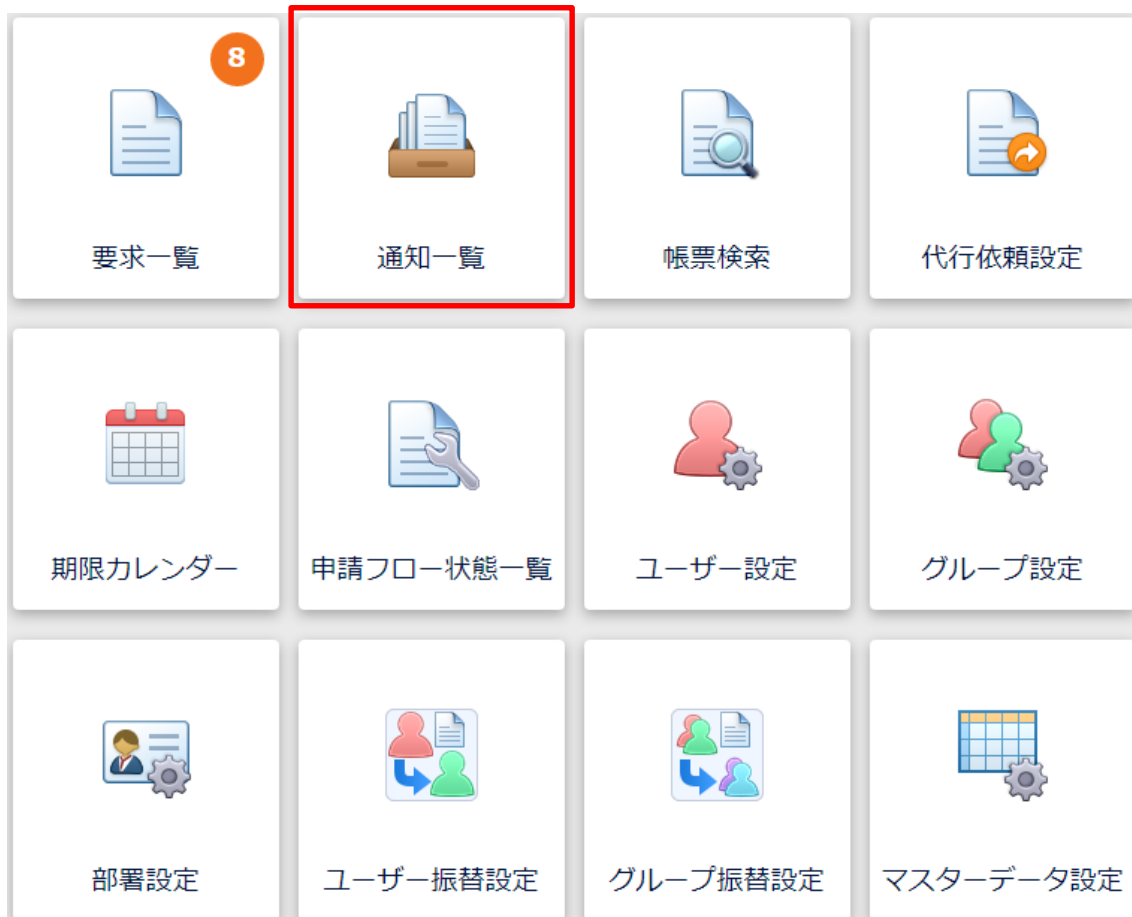 8
要求一覧
通知一覧
帳票検索
代行依頼設定
期限カレンダー
申請フロー状態一覧
ユーザー設定
グループ設定
部署設定
ユーザー振替設定
グループ振替設定
マスターデータ設定